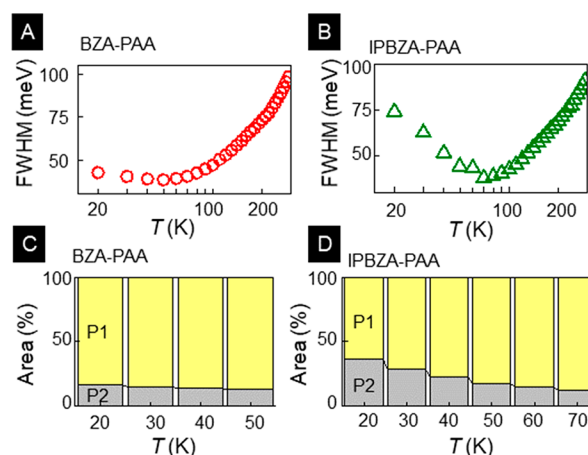 A
BZA-PAA
FWHM (meV)
100
75
50
20
100
200
T (K)
B
IPBZA-PAA
FWHM (meV)
100
75
50
20
100
200
T (K)
C
BZA-PAA
Area (%)
100
50
0
P1
P2
20 30 40 50
T (K)
D
IPBZA-PAA
Area (%)
100
50
0
P1
P2
20 30 40 50 60 70
T (K)